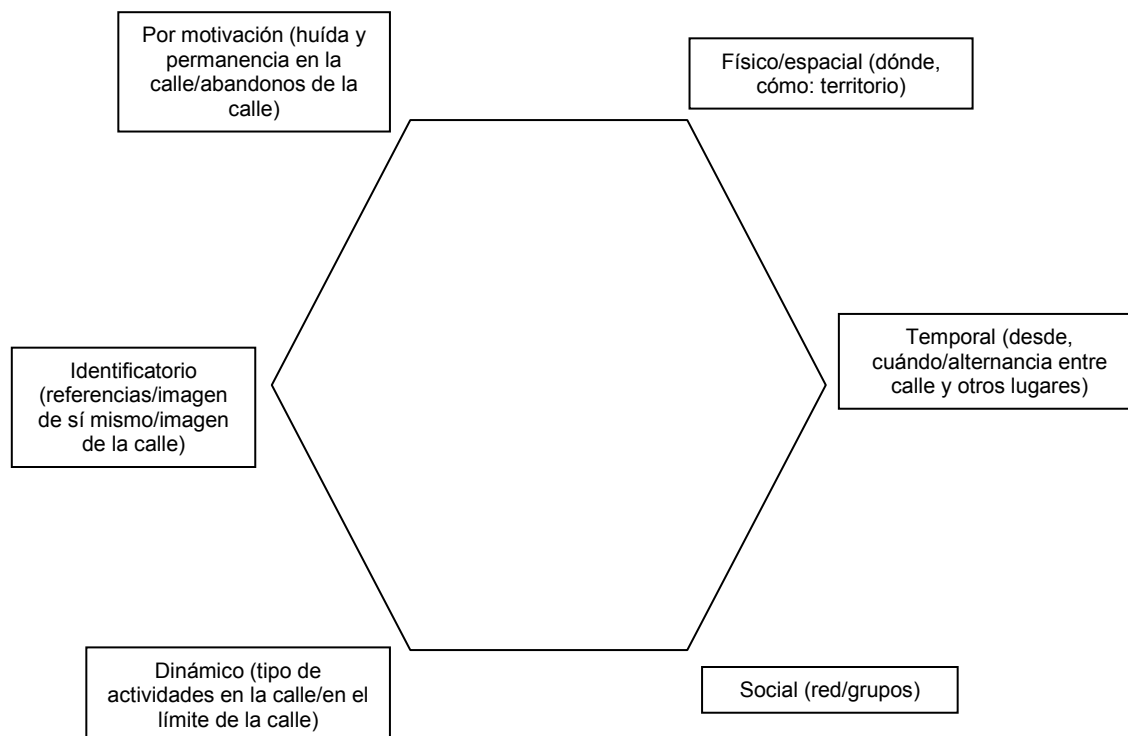 Por motivación (huída y
permanencia en la
calle/abandonos de la
calle)
Físico/espacial (dónde,
cómo: territorio)
Temporal (desde,
cuándo/alternancia entre
calle y otros lugares)
Identificatorio
(referencias/imagen
de sí mismo/imagen
de la calle)
Dinámico (tipo de
actividades en la calle/en el
límite de la calle)
Social (red/grupos)